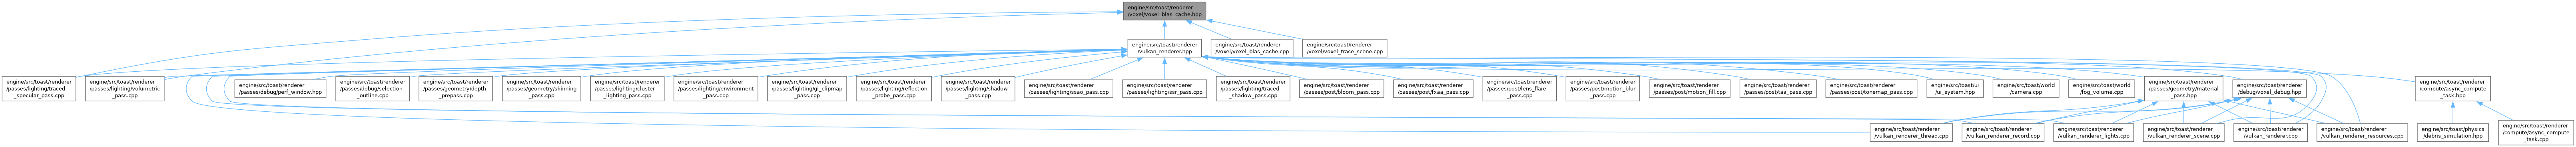 engine/src/toast/renderer
/voxel/voxel_blas_cache.hpp
engine/src/toast/renderer
/vulkan_renderer.hpp
engine/src/toast/renderer
/voxel/voxel_blas_cache.cpp
engine/src/toast/renderer
/voxel/voxel_trace_scene.cpp
engine/src/toast/renderer
/passes/lighting/traced
_specular_pass.cpp
engine/src/toast/renderer
/passes/lighting/volumetric
_pass.cpp
engine/src/toast/renderer
/passes/debug/perf_window.hpp
engine/src/toast/renderer
/passes/debug/selection
_outline.cpp
engine/src/toast/renderer
/passes/geometry/depth
_prepass.cpp
engine/src/toast/renderer
/passes/geometry/skinning
_pass.cpp
engine/src/toast/renderer
/passes/lighting/cluster
_lighting_pass.cpp
engine/src/toast/renderer
/passes/lighting/environment
_pass.cpp
engine/src/toast/renderer
/passes/lighting/gi_clipmap
_pass.cpp
engine/src/toast/renderer
/passes/lighting/reflection
_probe_pass.cpp
engine/src/toast/renderer
/passes/lighting/shadow
_pass.cpp
engine/src/toast/renderer
/passes/lighting/ssao_pass.cpp
engine/src/toast/renderer
/passes/lighting/ssr_pass.cpp
engine/src/toast/renderer
/passes/lighting/traced
_shadow_pass.cpp
engine/src/toast/renderer
/passes/post/bloom_pass.cpp
engine/src/toast/renderer
/passes/post/fxaa_pass.cpp
engine/src/toast/renderer
/passes/post/lens_flare
_pass.cpp
engine/src/toast/renderer
/passes/post/motion_blur
_pass.cpp
engine/src/toast/renderer
/passes/post/motion_fill.cpp
engine/src/toast/renderer
/passes/post/taa_pass.cpp
engine/src/toast/renderer
/passes/post/tonemap_pass.cpp
engine/src/toast/ui
/ui_system.hpp
engine/src/toast/world
/camera.cpp
engine/src/toast/world
/fog_volume.cpp
engine/src/toast/renderer
/passes/geometry/material
_pass.hpp
engine/src/toast/renderer
/debug/voxel_debug.hpp
engine/src/toast/renderer
/compute/async_compute
_task.hpp
engine/src/toast/renderer
/vulkan_renderer_thread.cpp
engine/src/toast/renderer
/vulkan_renderer_record.cpp
engine/src/toast/renderer
/vulkan_renderer_lights.cpp
engine/src/toast/renderer
/vulkan_renderer_scene.cpp
engine/src/toast/renderer
/vulkan_renderer.cpp
engine/src/toast/renderer
/vulkan_renderer_resources.cpp
engine/src/toast/physics
/debris_simulation.hpp
engine/src/toast/renderer
/compute/async_compute
_task.cpp